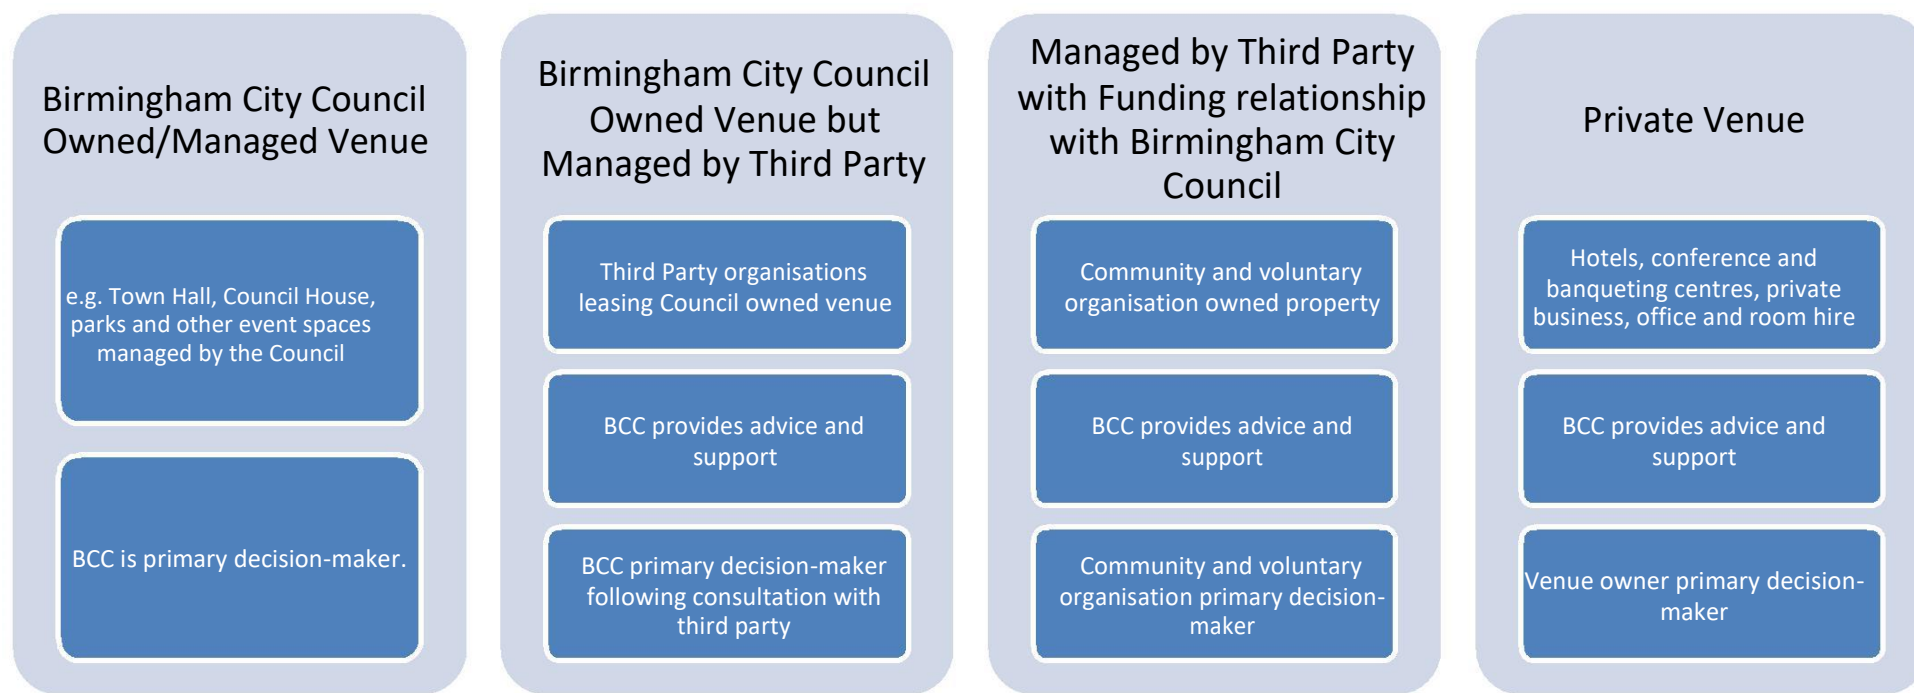 Birmingham City Council
Owned/Managed Venue
e.g. Town Hall, Council House,
parks and other event spaces
managed by the Council
BCC is primary decision-maker.
Birmingham City Council
Owned Venue but
Managed by Third Party
Third Party organisations
leasing Council owned venue
BCC provides advice and
support
BCC primary decision-maker
following consultation with
third party
Managed by Third Party
with Funding relationship
with Birmingham City
Council
Community and voluntary
organisation owned property
BCC provides advice and
support
Community and voluntary
organisation primary decision-
maker
Private Venue
Hotels, conference and
banqueting centres, private
business, office and room hire
BCC provides advice and
support
Venue owner primary decision-
maker